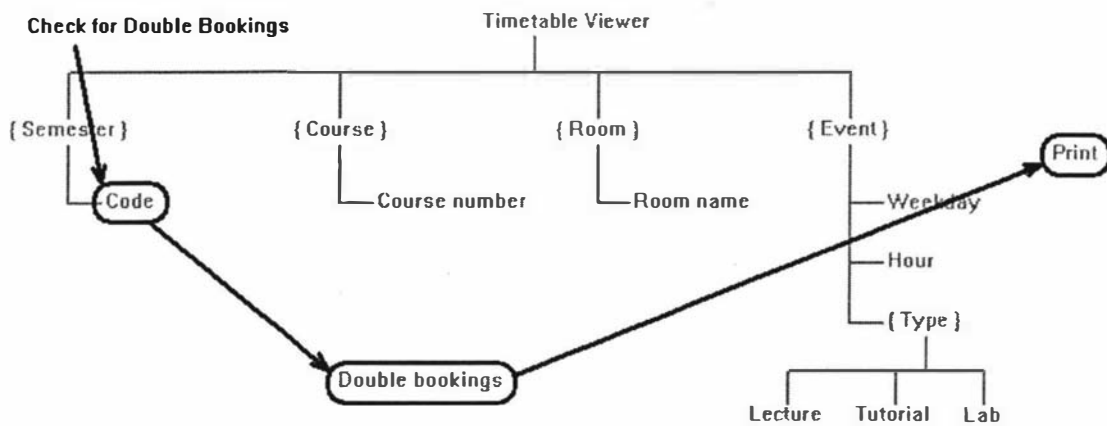 Check for Double Bookings
Timetable Viewer
{ Semester }
{ Course }
{ Room }
{ Event }
Print
Code
Course number
Room name
Weekday
Hour
{ Type }
Double bookings
Lecture
Tutorial
Lab